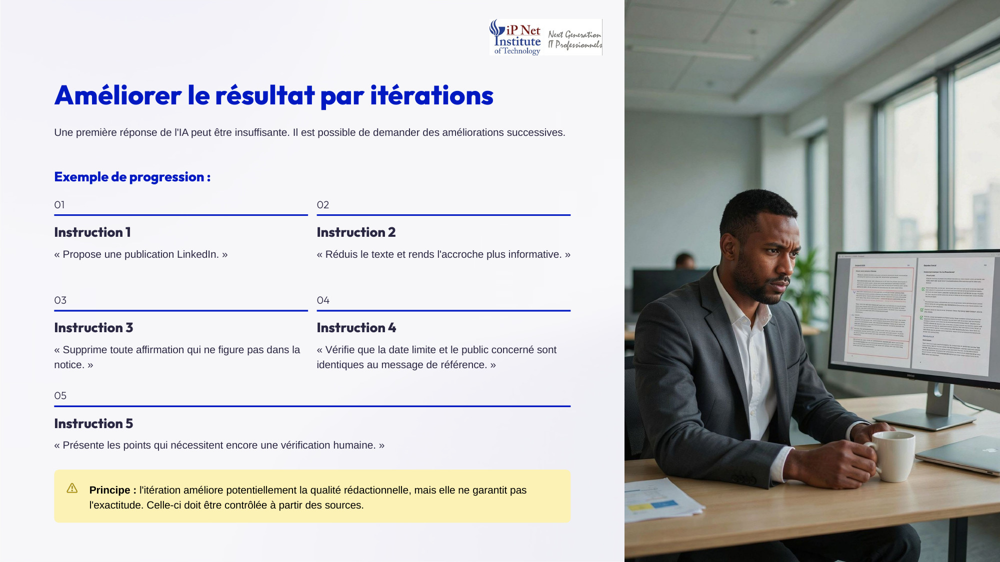 iP Net
Institute
of Technology
Next Generation
IT Professionnels
Améliorer le résultat par itérations
Une première réponse de l'IA peut être insuffisante. Il est possible de demander des améliorations successives.
Exemple de progression :
01
Instruction 1
« Propose une publication LinkedIn. »
02
Instruction 2
« Réduis le texte et rends l'accroche plus informative. »
03
Instruction 3
« Supprime toute affirmation qui ne figure pas dans la
notice. »
04
Instruction 4
« Vérifie que la date limite et le public concerné sont
identiques au message de référence. »
05
Instruction 5
« Présente les points qui nécessitent encore une vérification humaine. »
Principe : l'itération améliore potentiellement la qualité rédactionnelle, mais elle ne garantit pas
l'exactitude. Celle-ci doit être contrôlée à partir des sources.